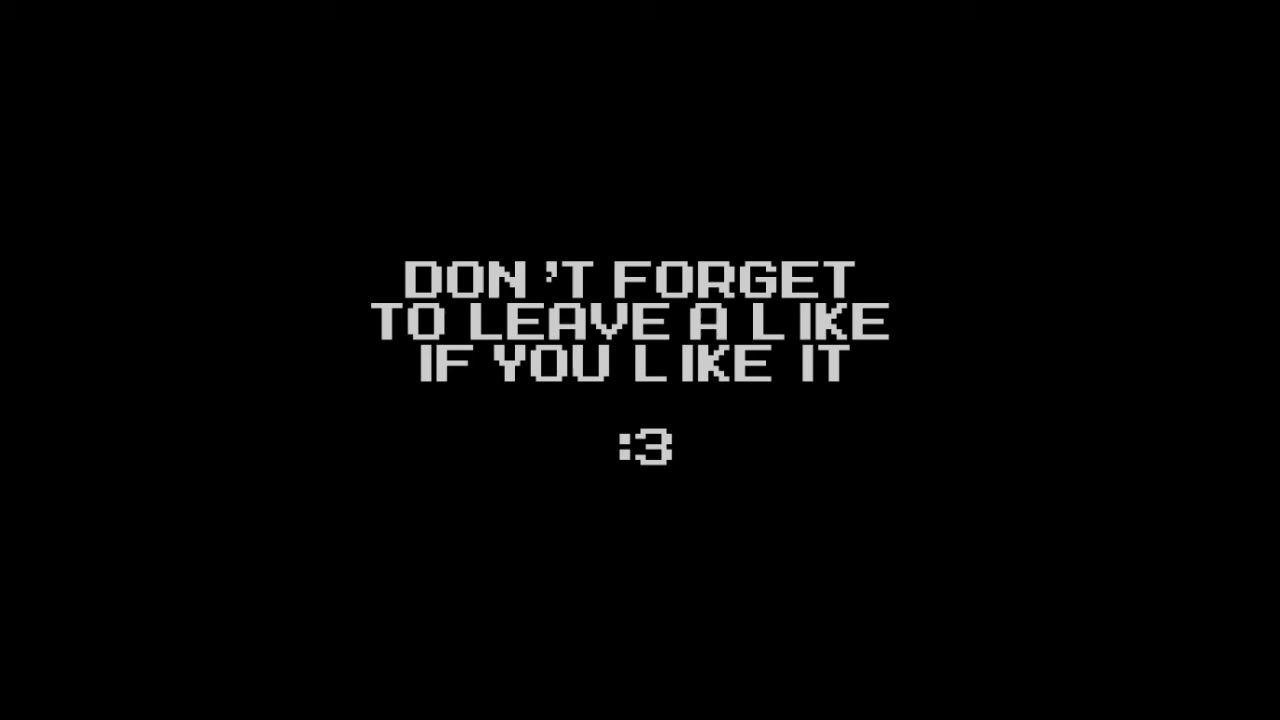 DON'T FORGET
TO LEAVE A LIKE
IF YOU LIKE IT
:3